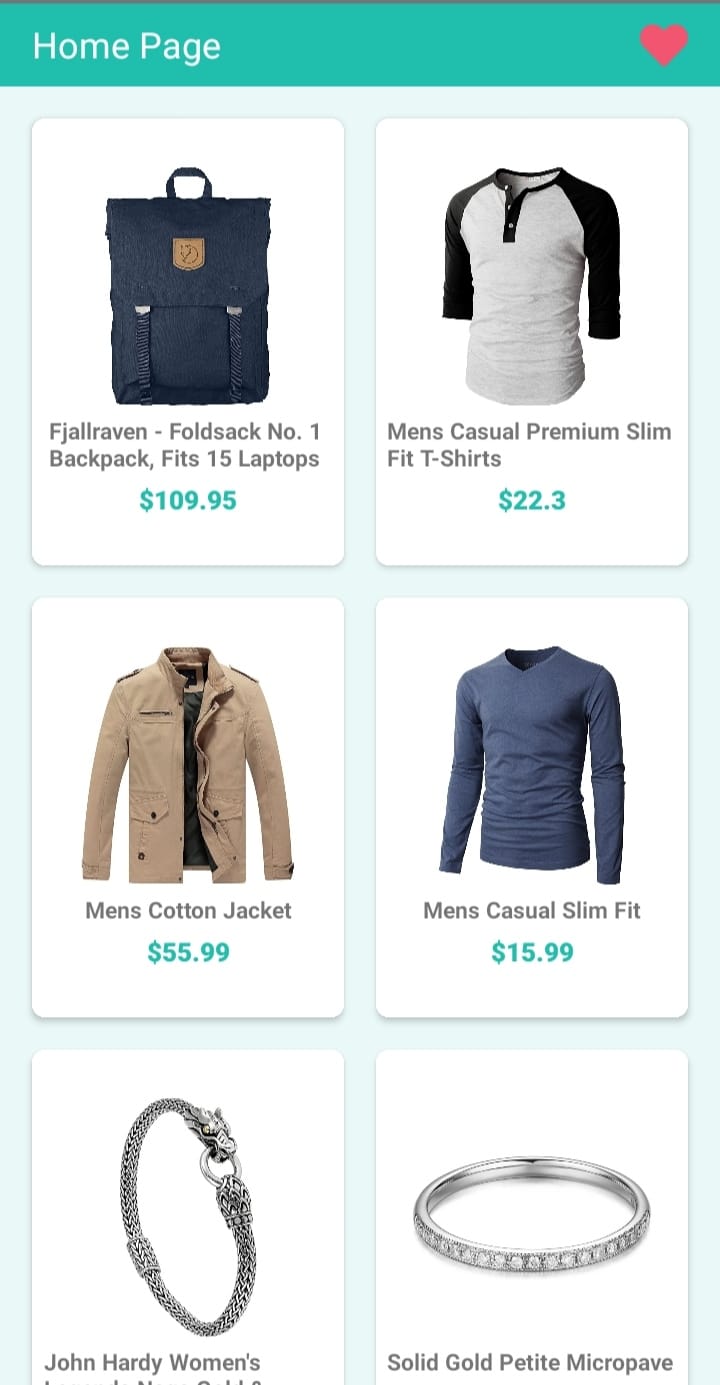 Home Page
Fjallraven - Foldsack No. 1
Backpack, Fits 15 Laptops
$109.95
Mens Casual Premium Slim
Fit T-Shirts
$22.3
Mens Cotton Jacket
$55.99
Mens Casual Slim Fit
$15.99
John Hardy Women's
Solid Gold Petite Micropave